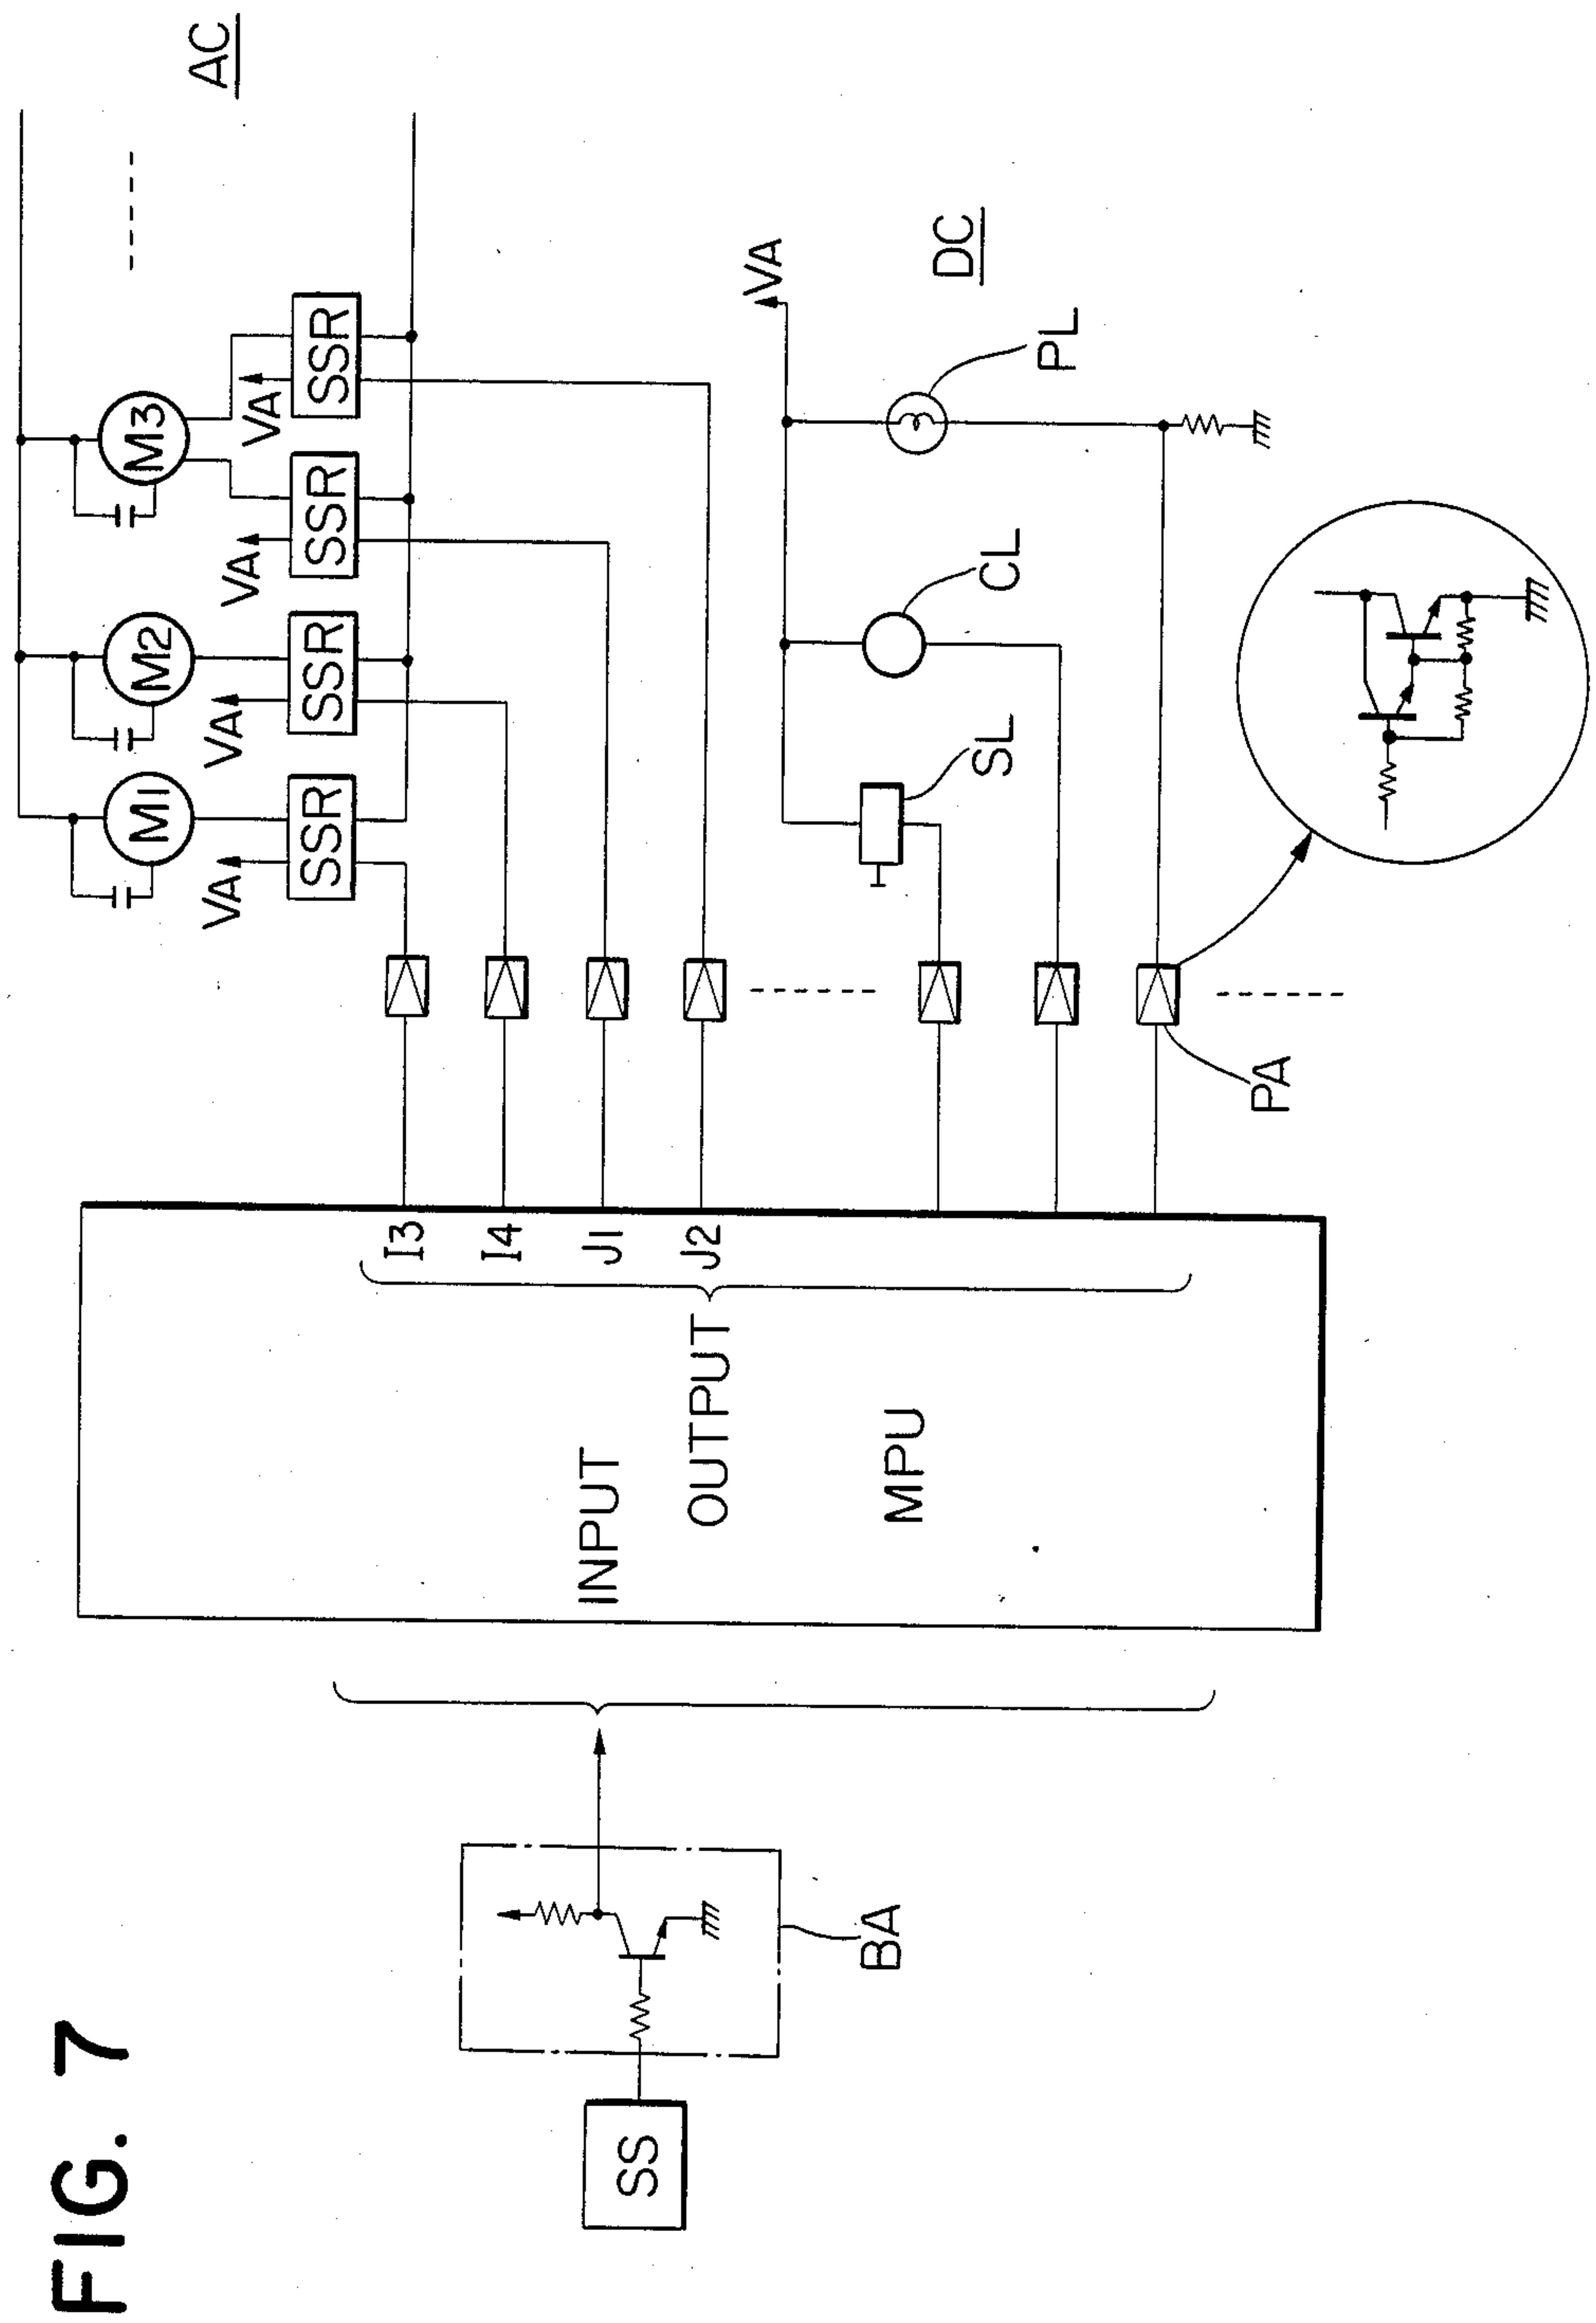 FIG. 7
SS
BA
INPUT
OUTPUT
MPU
I3
I4
J1
J2
PA
AC
M1
M2
M3
VA
VA
VA
VA
SSR
SSR
SSR
SSR
VA
DC
SL
CL
PL